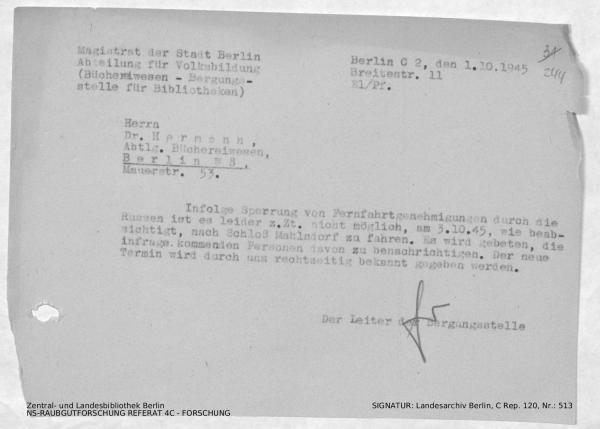 Magistrat der Stadt Berlin
Abteilung für Volksbildung
(Büchereiwesen - Bergungs-
stelle für Bibliotheken)
Berlin C 2, den 1.10.1945
Breitestr. 11
El/Pf.
34
244
Herrn
Dr. H e r m a n n ,
Abtlg. Büchereiwesen,
B e r l i n W 8 ,
Mauerstr. 53.
Infolge Sperrung von Fernfahrtgenehmigungen durch die
Russen ist es leider z.Zt. nicht möglich, am 3.10.45, wie beab-
sichtigt, nach Schloß Mahlsdorf zu fahren. Es wird gebeten, die
infrage kommenden Personen davon zu benachrichtigen. Der neue
Termin wird durch uns rechtzeitig bekannt gegeben werden.
Der Leiter der Bergungsstelle
Zentral- und Landesbibliothek Berlin
NS-RAUBGUTFORSCHUNG REFERAT 4C - FORSCHUNG
SIGNATUR: Landesarchiv Berlin, C Rep. 120, Nr.: 513